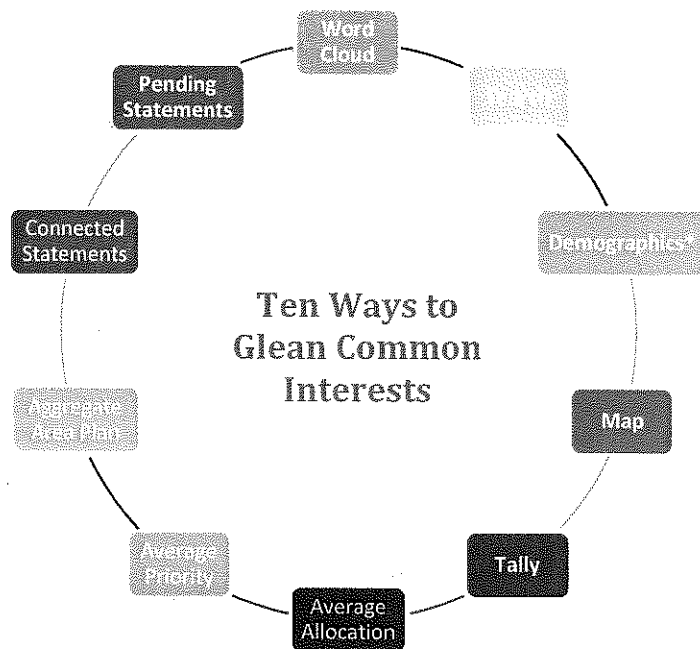 Word
Cloud
Demographics*
Map
Tally
Average
Allocation
Average
Priority
Aggregate
Area Plan
Connected
Statements
Pending
Statements
Ten Ways to
Glean Common
Interests